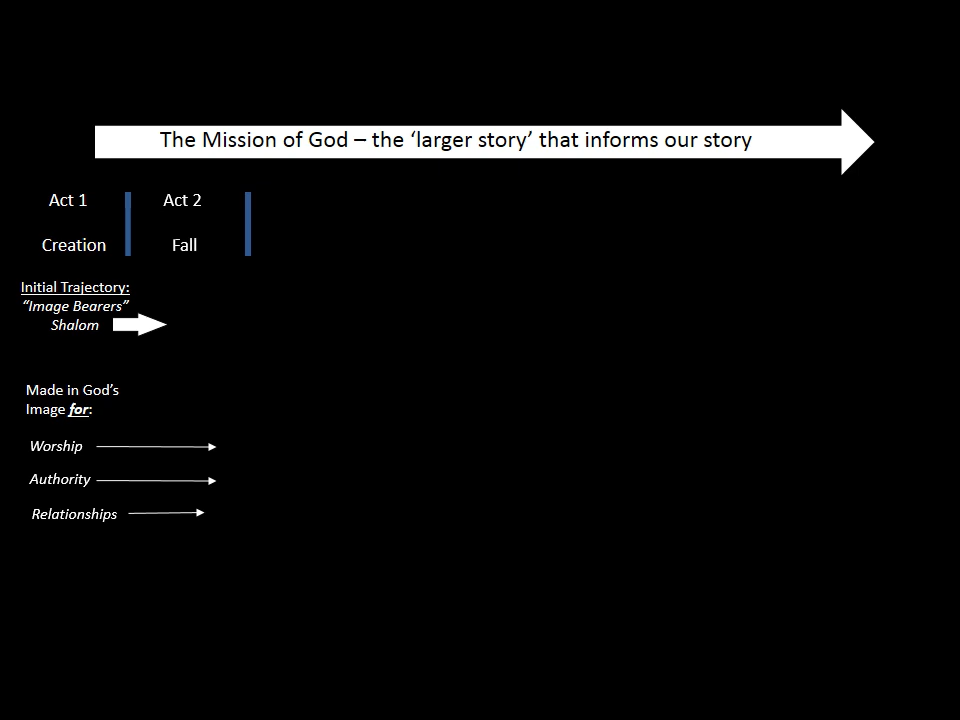 The Mission of God – the ‘larger story’ that informs our story
Act 1
Act 2
Creation
Fall
Initial Trajectory:
“Image Bearers”
Shalom
Made in God’s
Image for:
Worship
Authority
Relationships